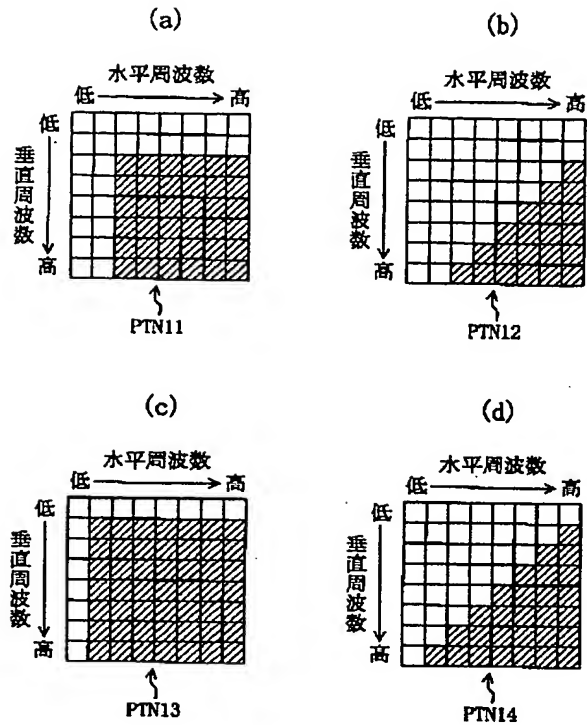 (a)
水平周波数
低 高
低
垂直周波数
高
PTN11
(b)
水平周波数
低 高
低
垂直周波数
高
PTN12
(c)
水平周波数
低 高
低
垂直周波数
高
PTN13
(d)
水平周波数
低 高
低
垂直周波数
高
PTN14